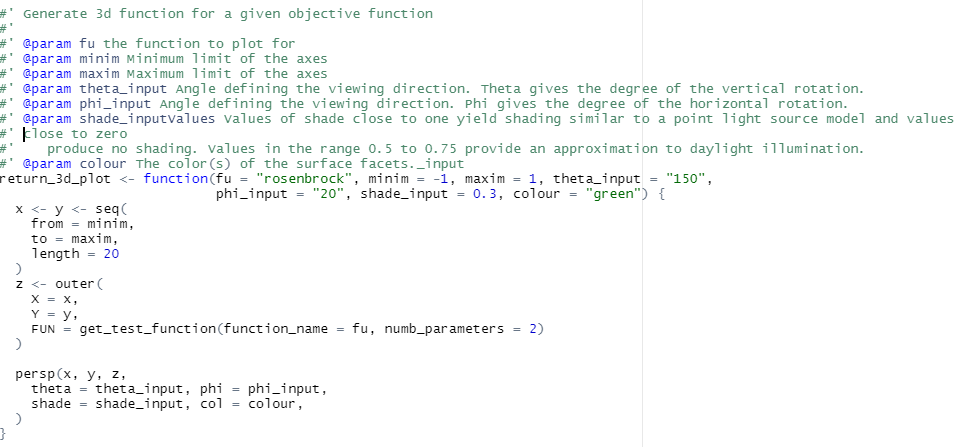 #' Generate 3d function for a given objective function
#'
#' @param fu the function to plot for
#' @param minim Minimum limit of the axes
#' @param maxim Maximum limit of the axes
#' @param theta_input Angle defining the viewing direction. Theta gives the degree of the vertical rotation.
#' @param phi_input Angle defining the viewing direction. Phi gives the degree of the horizontal rotation.
#' @param shade_inputValues Values of shade close to one yield shading similar to a point light source model and values
#' close to zero
#'    produce no shading. Values in the range 0.5 to 0.75 provide an approximation to daylight illumination.
#' @param colour The color(s) of the surface facets._input
return_3d_plot <- function(fu = "rosenbrock", minim = -1, maxim = 1, theta_input = "150",
                           phi_input = "20", shade_input = 0.3, colour = "green") {
  x <- y <- seq(
    from = minim,
    to = maxim,
    length = 20
  )
  z <- outer(
    X = x,
    Y = y,
    FUN = get_test_function(function_name = fu, numb_parameters = 2)
  )

  persp(x, y, z,
    theta = theta_input, phi = phi_input,
    shade = shade_input, col = colour,
  )
}